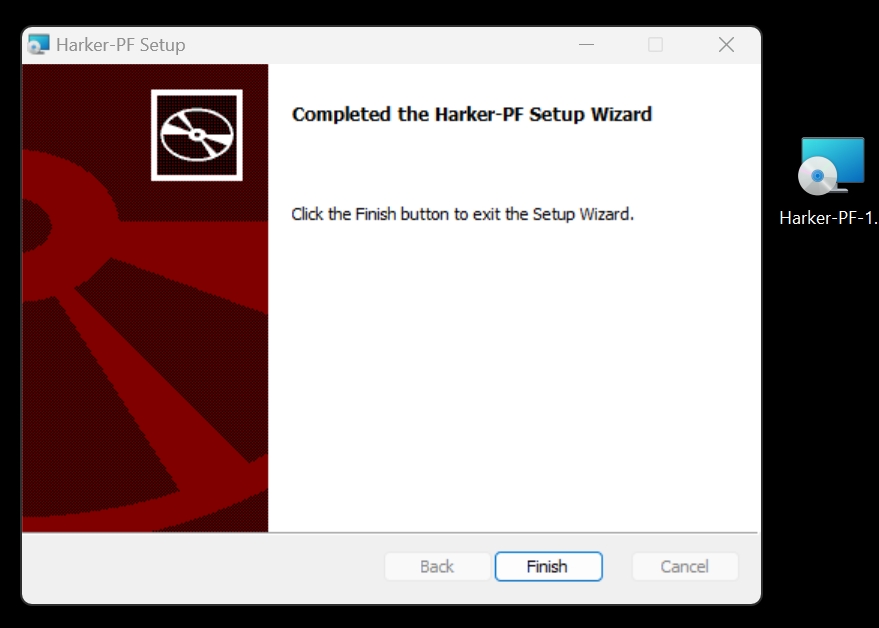 Harker-PF Setup
Completed the Harker-PF Setup Wizard
Click the Finish button to exit the Setup Wizard.
Back
Finish
Cancel
Harker-PF-1.